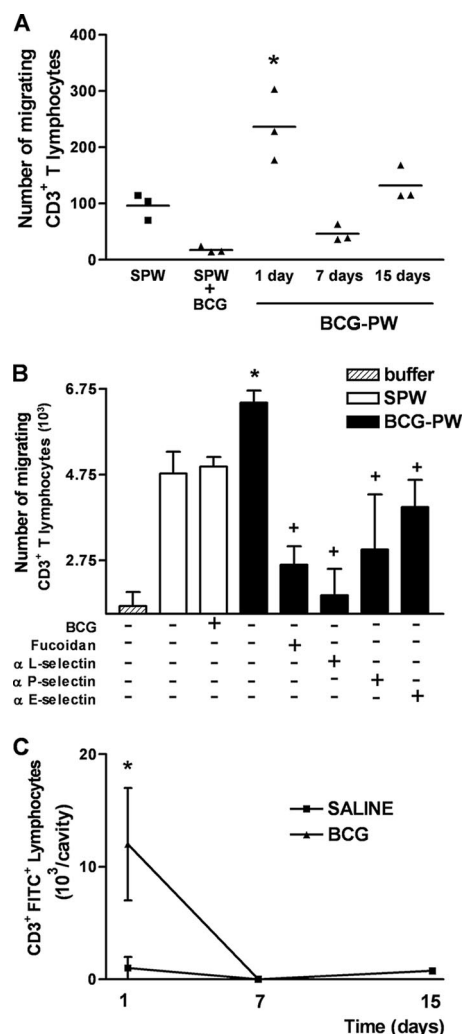 A
Number of migrating
CD3+ T lymphocytes
400
300
200
100
0
*
SPW
SPW
+
BCG
1 day
7 days
15 days
BCG-PW
B
Number of migrating
CD3+ T lymphocytes (10³)
6.75
4.75
2.75
*
+
+
+
+
buffer
SPW
BCG-PW
BCG - - + - - - - -
Fucoidan - - - - + - - -
α L-selectin - - - - - + - -
α P-selectin - - - - - - + -
α E-selectin - - - - - - - +
C
CD3+ FITC+ Lymphocytes
(10³/cavity)
20
10
0
*
SALINE
BCG
1
7
15
Time (days)